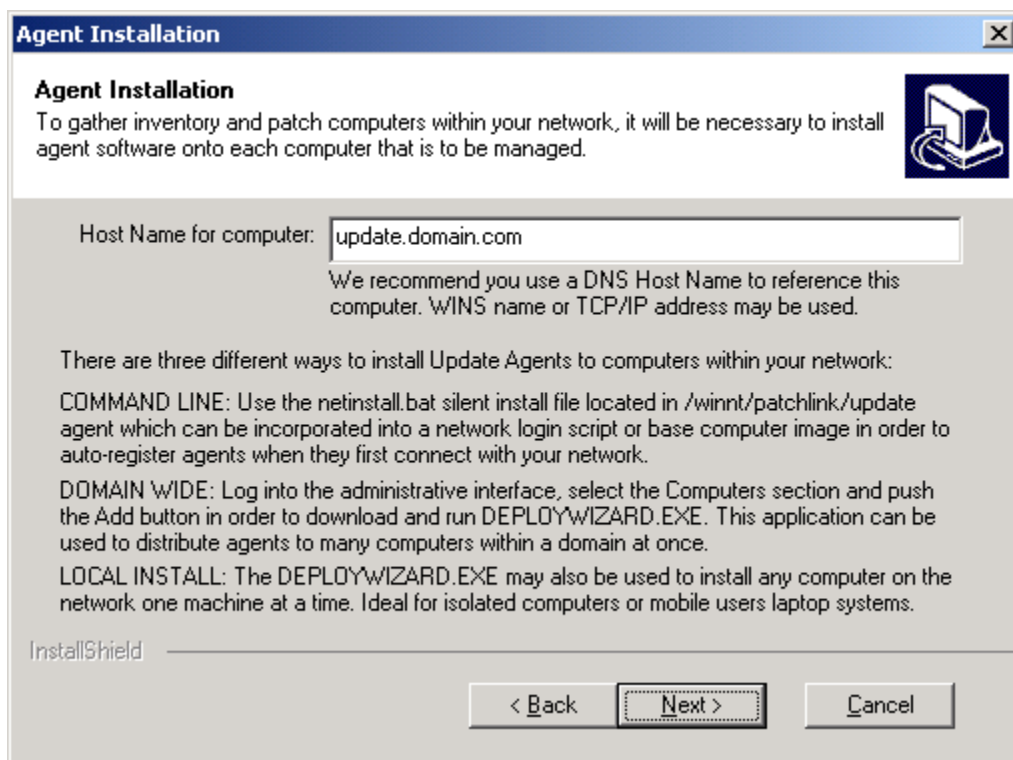 Agent Installation
Agent Installation
To gather inventory and patch computers within your network, it will be necessary to install
agent software onto each computer that is to be managed.
Host Name for computer: update.domain.com
We recommend you use a DNS Host Name to reference this
computer. WINS name or TCP/IP address may be used.
There are three different ways to install Update Agents to computers within your network:
COMMAND LINE: Use the netinstall.bat silent install file located in /winnt/patchlink/update
agent which can be incorporated into a network login script or base computer image in order to
auto-register agents when they first connect with your network.
DOMAIN WIDE: Log into the administrative interface, select the Computers section and push
the Add button in order to download and run DEPLOYWIZARD.EXE. This application can be
used to distribute agents to many computers within a domain at once.
LOCAL INSTALL: The DEPLOYWIZARD.EXE may also be used to install any computer on the
network one machine at a time. Ideal for isolated computers or mobile users laptop systems.
InstallShield
< Back Next > Cancel